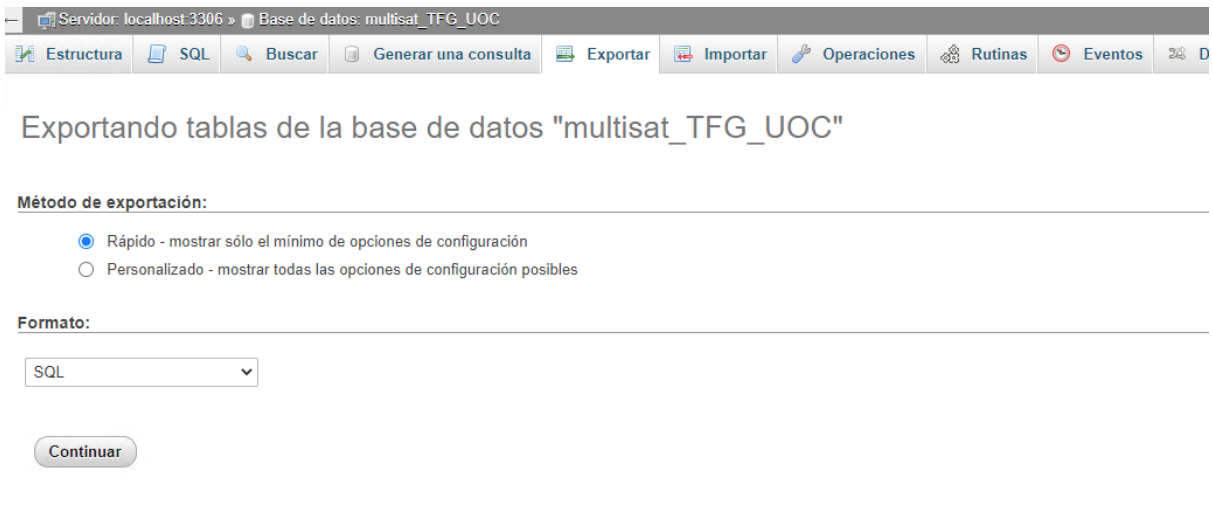 Servidor: localhost:3306 » Base de datos: multisat_TFG_UOC
Estructura SQL Buscar Generar una consulta Exportar Importar Operaciones Rutinas Eventos D
Exportando tablas de la base de datos "multisat_TFG_UOC"
Método de exportación:
Rápido - mostrar sólo el mínimo de opciones de configuración
Personalizado - mostrar todas las opciones de configuración posibles
Formato:
SQL
Continuar